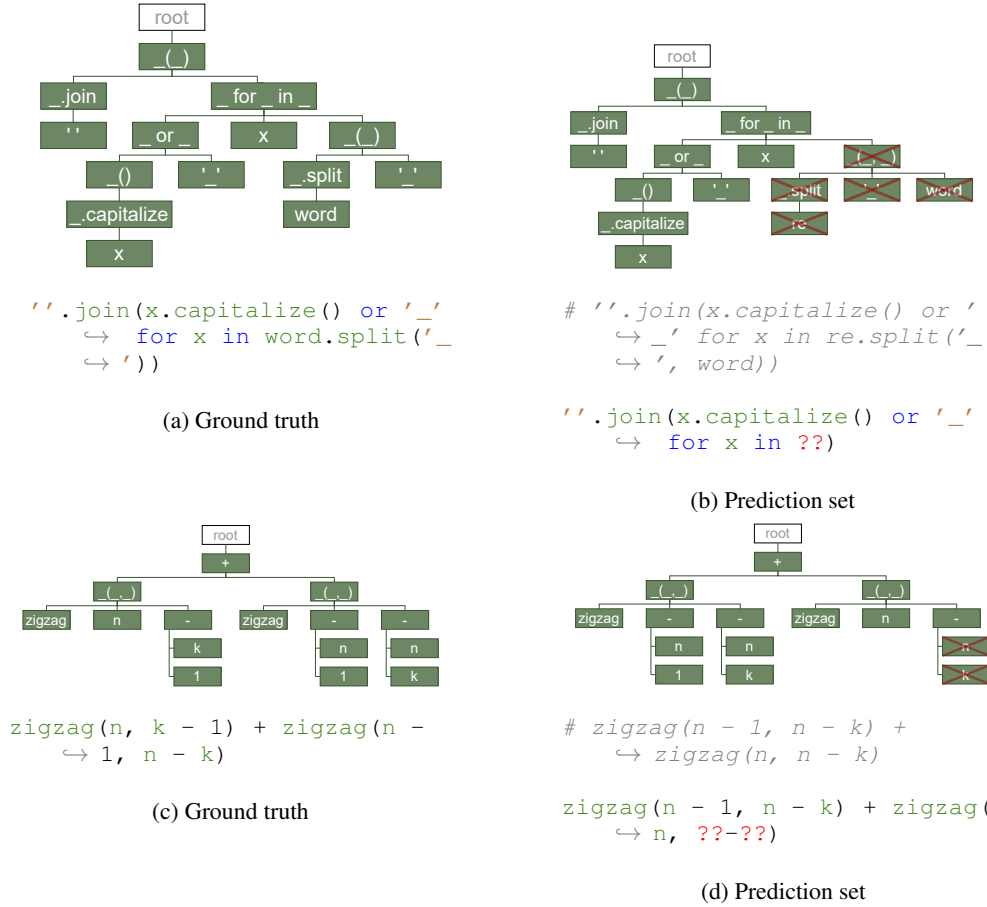 root
_(_)
_.join
_ for _ in _
' '
_ or _
x
_(_)
_()
'_'
_.split
'_'
_.capitalize
word
x
''.join(x.capitalize() or '_'
↪ for x in word.split('_
↪ '))
(a) Ground truth
root
_(_)
_.join
_ for _ in _
' '
_ or _
x
_(_,_)
_()
'_'
_.split
'_'
word
_.capitalize
re
x
# ''.join(x.capitalize() or '
↪ _' for x in re.split('_
↪ ', word))
''.join(x.capitalize() or '_'
↪ for x in ??)
(b) Prediction set
root
+
_(_,_)
_(_,_)
zigzag
n
-
zigzag
-
-
k
n
n
1
1
k
zigzag(n, k - 1) + zigzag(n -
↪ 1, n - k)
(c) Ground truth
root
+
_(_,_)
_(_,_)
zigzag
-
-
zigzag
n
-
n
n
n
1
k
k
# zigzag(n - 1, n - k) +
↪ zigzag(n, n - k)
zigzag(n - 1, n - k) + zigzag(
↪ n, ??-??)
(d) Prediction set